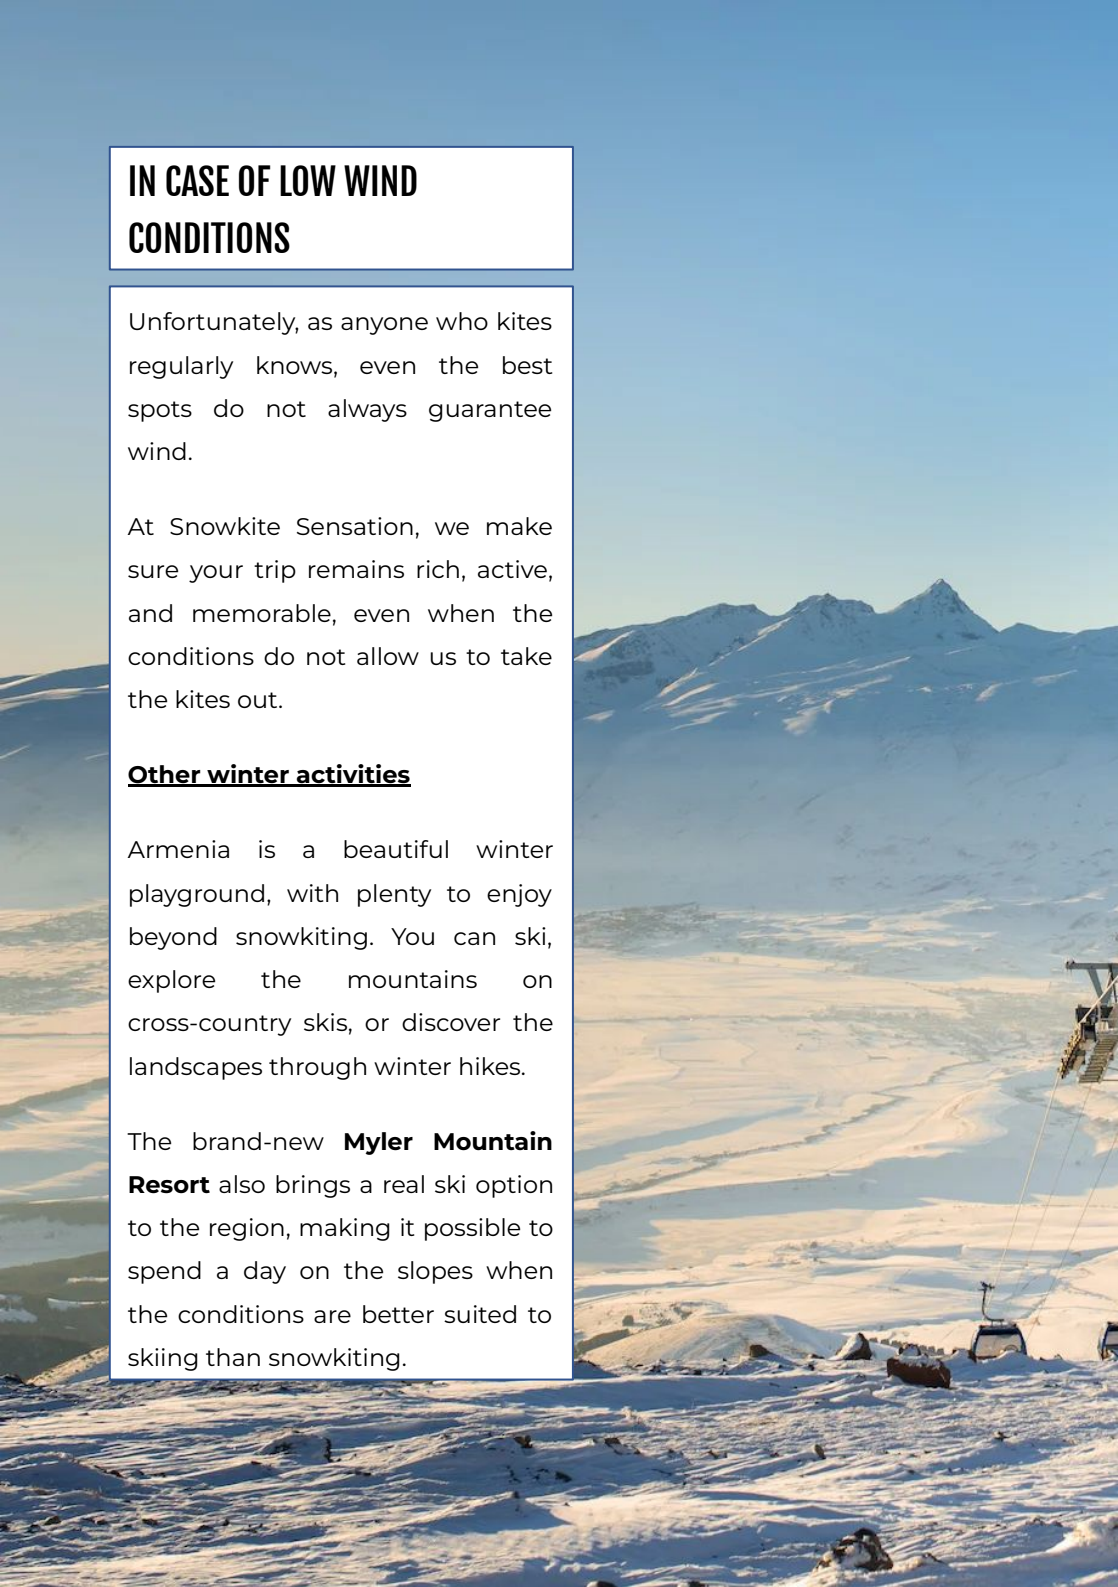 IN CASE OF LOW WIND
CONDITIONS
Unfortunately, as anyone who kites
regularly knows, even the best
spots do not always guarantee
wind.
At Snowkite Sensation, we make
sure your trip remains rich, active,
and memorable, even when the
conditions do not allow us to take
the kites out.
Other winter activities
Armenia is a beautiful winter
playground, with plenty to enjoy
beyond snowkiting. You can ski,
explore the mountains on
cross-country skis, or discover the
landscapes through winter hikes.
The brand-new Myler Mountain
Resort also brings a real ski option
to the region, making it possible to
spend a day on the slopes when
the conditions are better suited to
skiing than snowkiting.